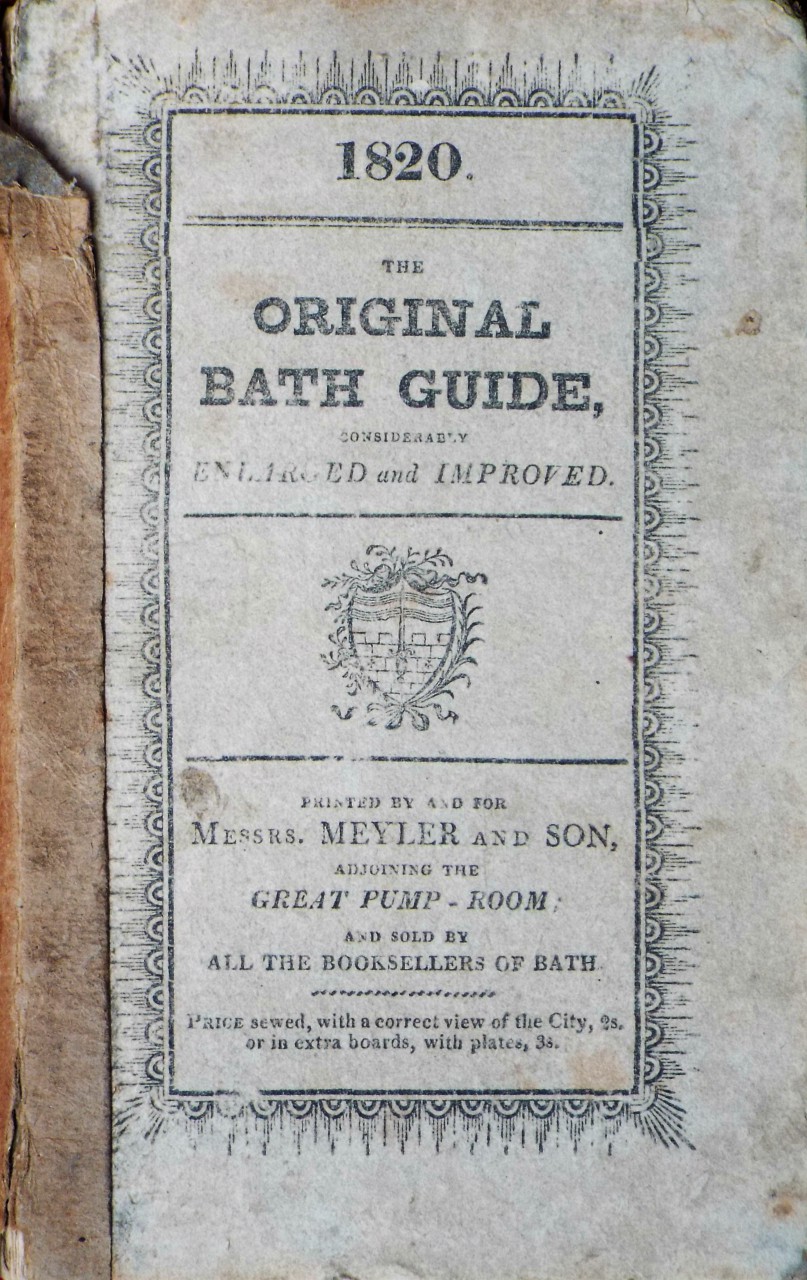 1820.
THE
ORIGINAL
BATH GUIDE,
CONSIDERABLY
ENLARGED and IMPROVED.
PRINTED BY AND FOR
MESSRS. MEYLER AND SON,
ADJOINING THE
GREAT PUMP-ROOM;
AND SOLD BY
ALL THE BOOKSELLERS OF BATH
PRICE sewed, with a correct view of the City, 2s.
or in extra boards, with plates, 3s.